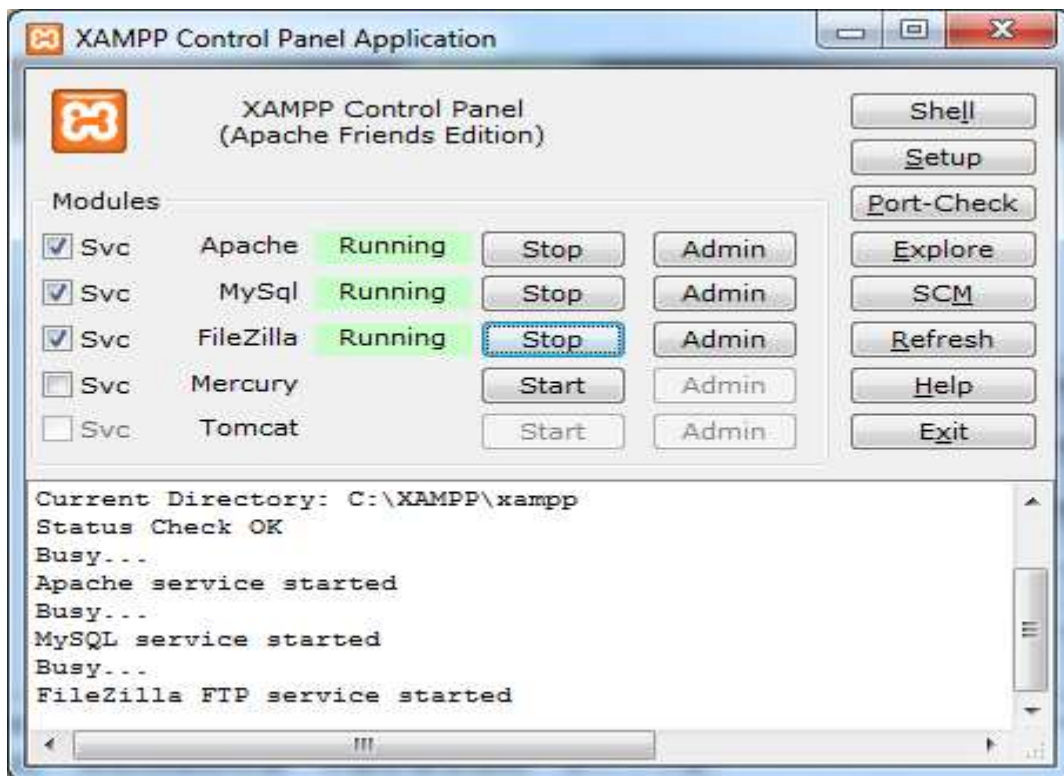 XAMPP Control Panel Application
XAMPP Control Panel
(Apache Friends Edition)
Shell
Setup
Modules
Port-Check
Svc Apache Running Stop Admin Explore
Svc MySql Running Stop Admin SCM
Svc FileZilla Running Stop Admin Refresh
Svc Mercury Start Admin Help
Svc Tomcat Start Admin Exit
Current Directory: C:\XAMPP\xampp
Status Check OK
Busy...
Apache service started
Busy...
MySQL service started
Busy...
FileZilla FTP service started